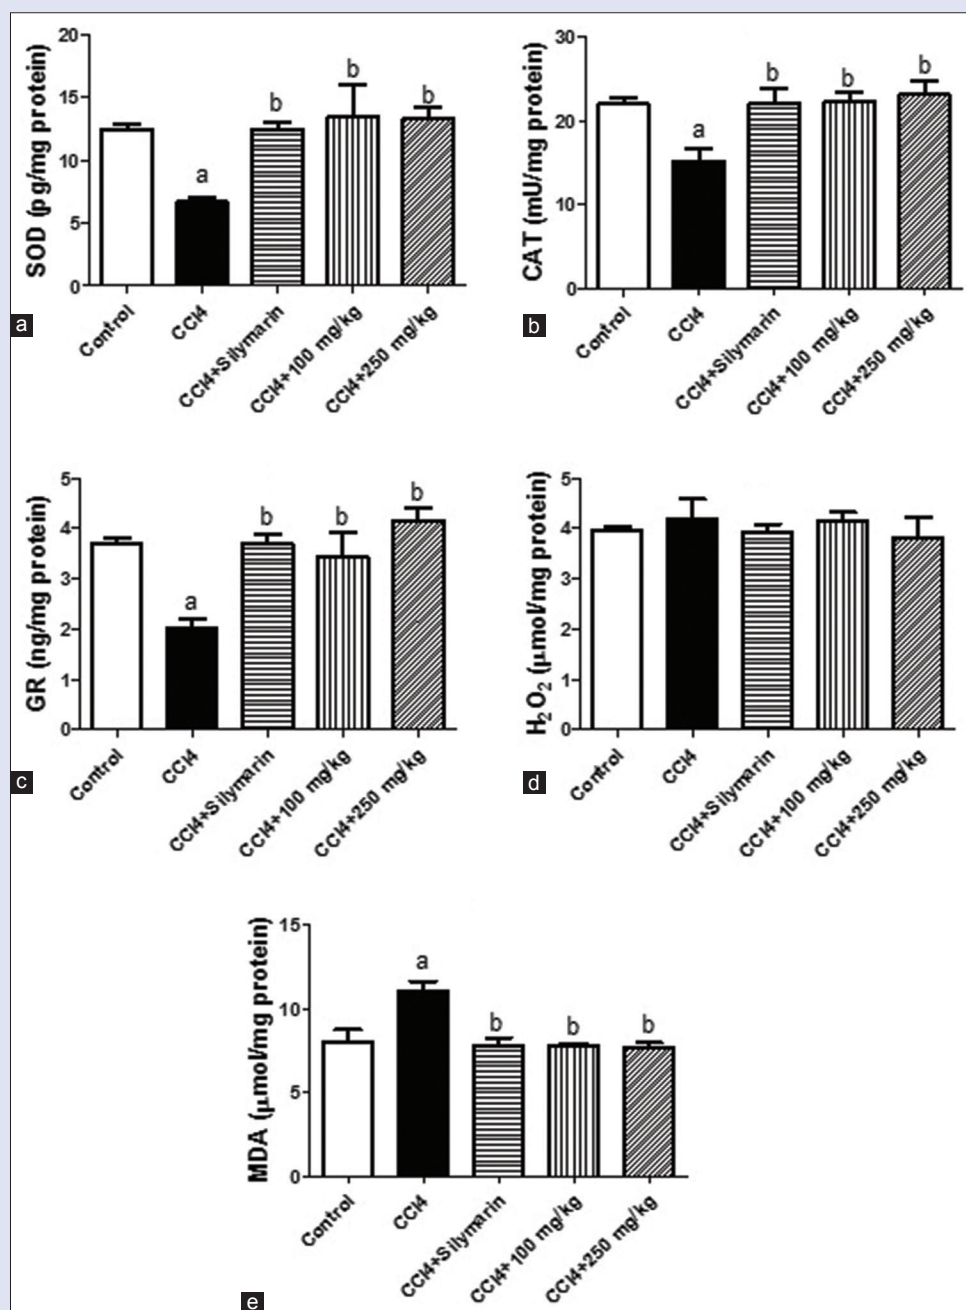 20
15
10
5
0
SOD (pg/mg protein)
a
b
b
b
Control
CCl4
CCl4+Silymarin
CCl4+100 mg/kg
CCl4+250 mg/kg
a
30
20
10
0
CAT (mU/mg protein)
a
b
b
b
Control
CCl4
CCl4+Silymarin
CCl4+100 mg/kg
CCl4+250 mg/kg
b
5
4
3
2
1
0
GR (ng/mg protein)
a
b
b
b
Control
CCl4
CCl4+Silymarin
CCl4+100 mg/kg
CCl4+250 mg/kg
c
5
4
3
2
1
0
H₂O₂ (µmol/mg protein)
Control
CCl4
CCl4+Silymarin
CCl4+100 mg/kg
CCl4+250 mg/kg
d
15
10
5
0
MDA (µmol/mg protein)
a
b
b
b
Control
CCl4
CCl4+Silymarin
CCl4+100 mg/kg
CCl4+250 mg/kg
e